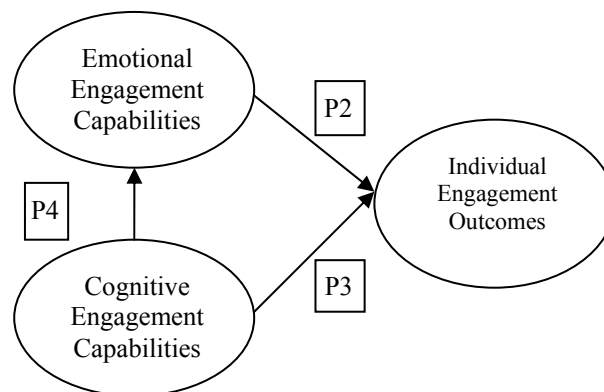 Emotional
Engagement
Capabilities
P2
Individual
Engagement
Outcomes
P4
P3
Cognitive
Engagement
Capabilities